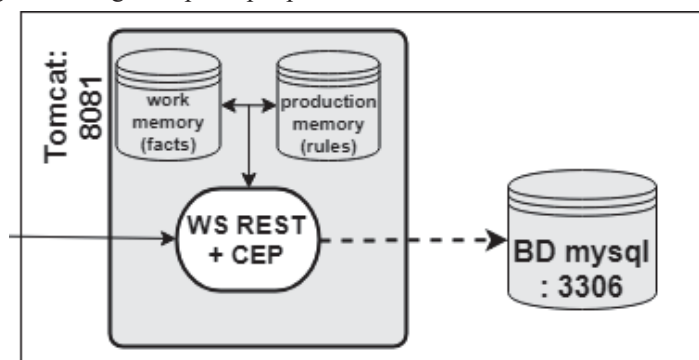 Tomcat:
8081
work
memory
(facts)
production
memory
(rules)
WS REST
+ CEP
BD mysql
: 3306